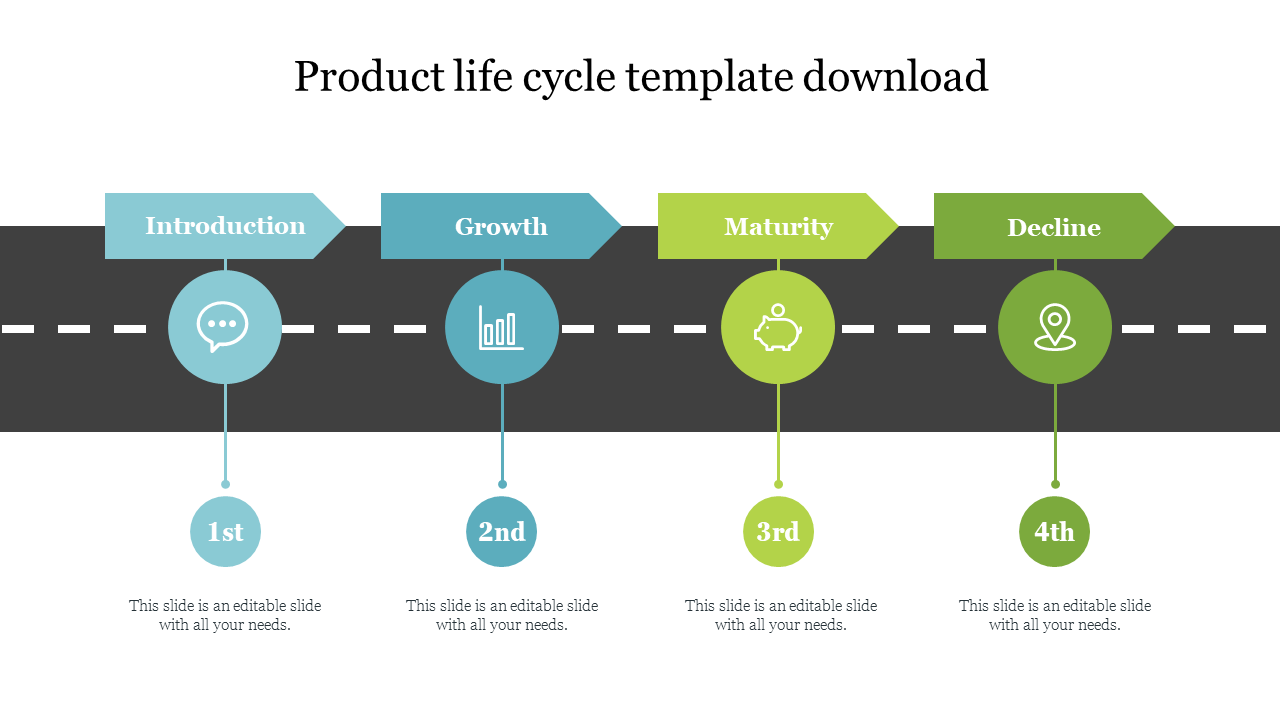 Product life cycle template download
Introduction
Growth
Maturity
Decline
1st
2nd
3rd
4th
This slide is an editable slide
with all your needs.
This slide is an editable slide
with all your needs.
This slide is an editable slide
with all your needs.
This slide is an editable slide
with all your needs.